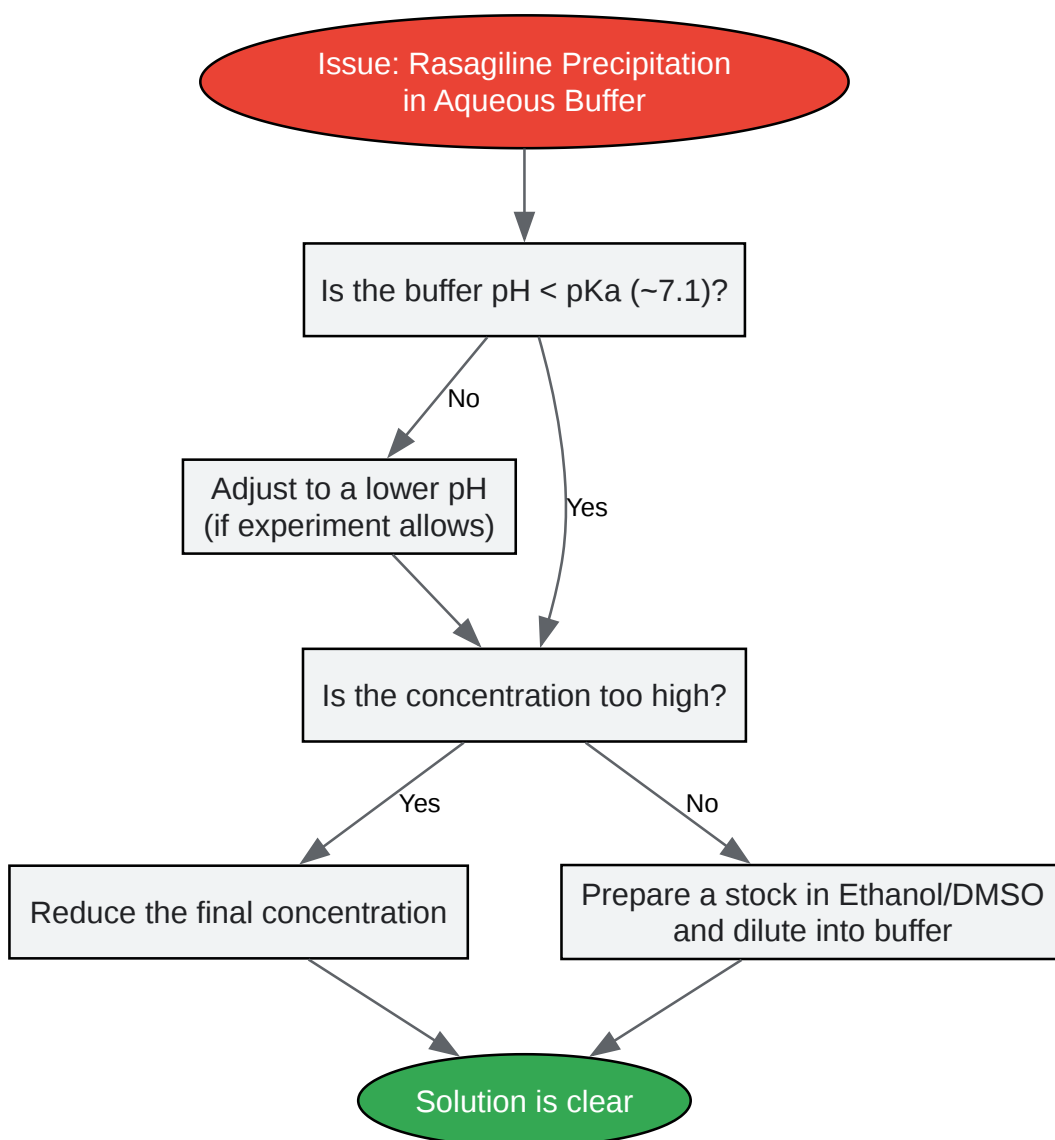 Issue: Rasagiline Precipitation
in Aqueous Buffer
Is the buffer pH < pKa (~7.1)?
No
Adjust to a lower pH
(if experiment allows)
Yes
Is the concentration too high?
Yes
No
Reduce the final concentration
Prepare a stock in Ethanol/DMSO
and dilute into buffer
Solution is clear